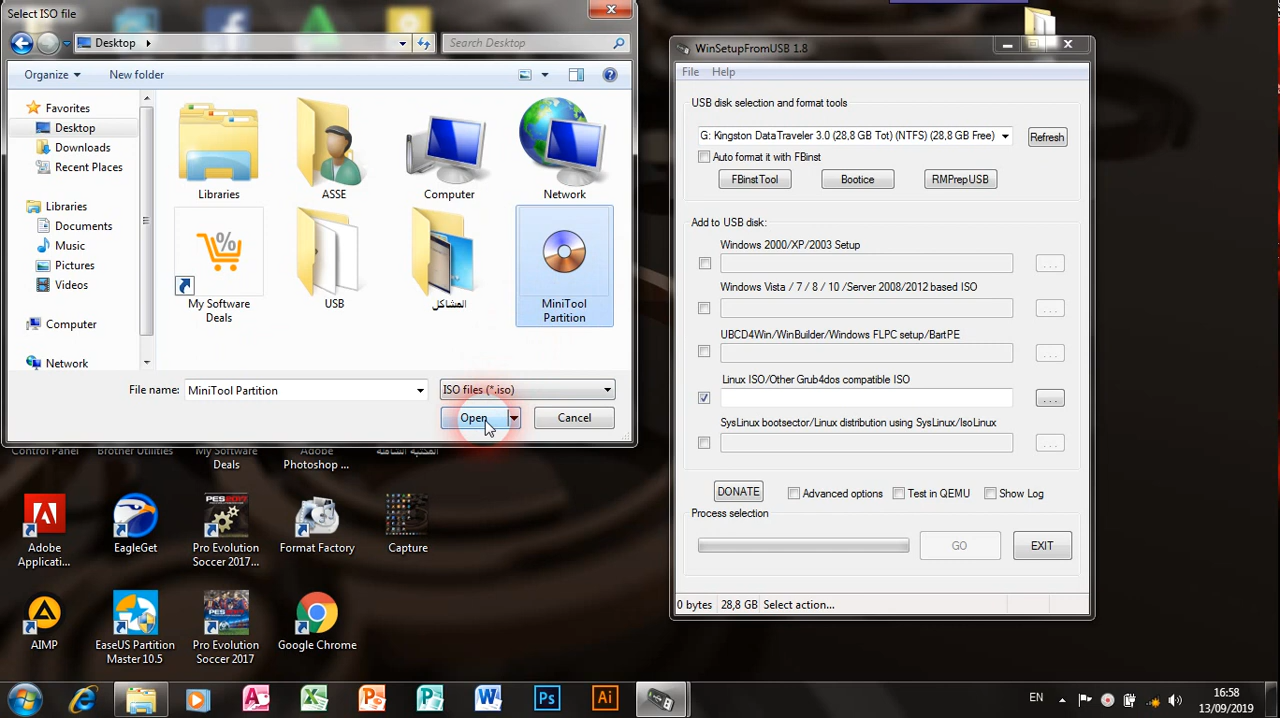 Select ISO file
Desktop
Search Desktop
Organize
New folder
Favorites
Desktop
Downloads
Recent Places
Libraries
Documents
Music
Pictures
Videos
Computer
Network
Libraries
ASSE
Computer
Network
My Software
Deals
USB
المشاكل
MiniTool
Partition
File name:
MiniTool Partition
ISO files (*.iso)
Open
Cancel
WinSetupFromUSB 1.8
File
Help
USB disk selection and format tools
G: Kingston DataTraveler 3.0 (28,8 GB Tot) (NTFS) (28,8 GB Free)
Refresh
Auto format it with FBinst
FBinstTool
Bootice
RMPrepUSB
Add to USB disk:
Windows 2000/XP/2003 Setup
...
Windows Vista / 7 / 8 / 10 /Server 2008/2012 based ISO
...
UBCD4Win/WinBuilder/Windows FLPC setup/BartPE
...
Linux ISO/Other Grub4dos compatible ISO
...
SysLinux bootsector/Linux distribution using SysLinux/IsoLinux
...
DONATE
Advanced options
Test in QEMU
Show Log
Process selection
GO
EXIT
0 bytes
28,8 GB
Select action...
Control Panel
Brother Utilities
My Software
Deals
Adobe
Photoshop ...
المكتبة الشاملة
Adobe
Applicati...
EagleGet
PES2017
Pro Evolution
Soccer 2017...
Format Factory
Capture
AIMP
EaseUS Partition
Master 10.5
Pro Evolution
Soccer 2017
Google Chrome
Ps
Ai
EN
16:58
13/09/2019